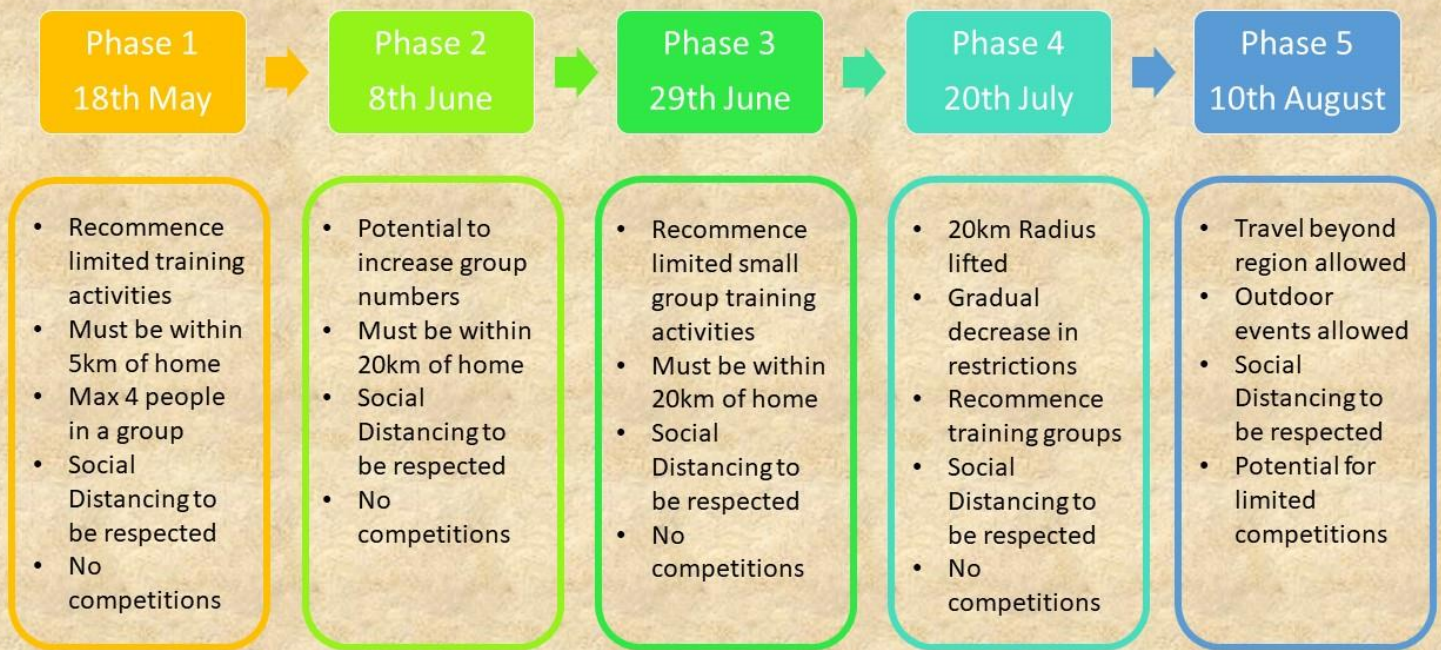 Phase 1
18th May
Phase 2
8th June
Phase 3
29th June
Phase 4
20th July
Phase 5
10th August
• Recommence
limited training
activities
• Must be within
5km of home
• Max 4 people
in a group
• Social
Distancing to
be respected
• No
competitions
• Potential to
increase group
numbers
• Must be within
20km of home
• Social
Distancing to
be respected
• No
competitions
• Recommence
limited small
group training
activities
• Must be within
20km of home
• Social
Distancing to
be respected
• No
competitions
• 20km Radius
lifted
• Gradual
decrease in
restrictions
• Recommence
training groups
• Social
Distancing to
be respected
• No
competitions
• Travel beyond
region allowed
• Outdoor
events allowed
• Social
Distancing to
be respected
• Potential for
limited
competitions